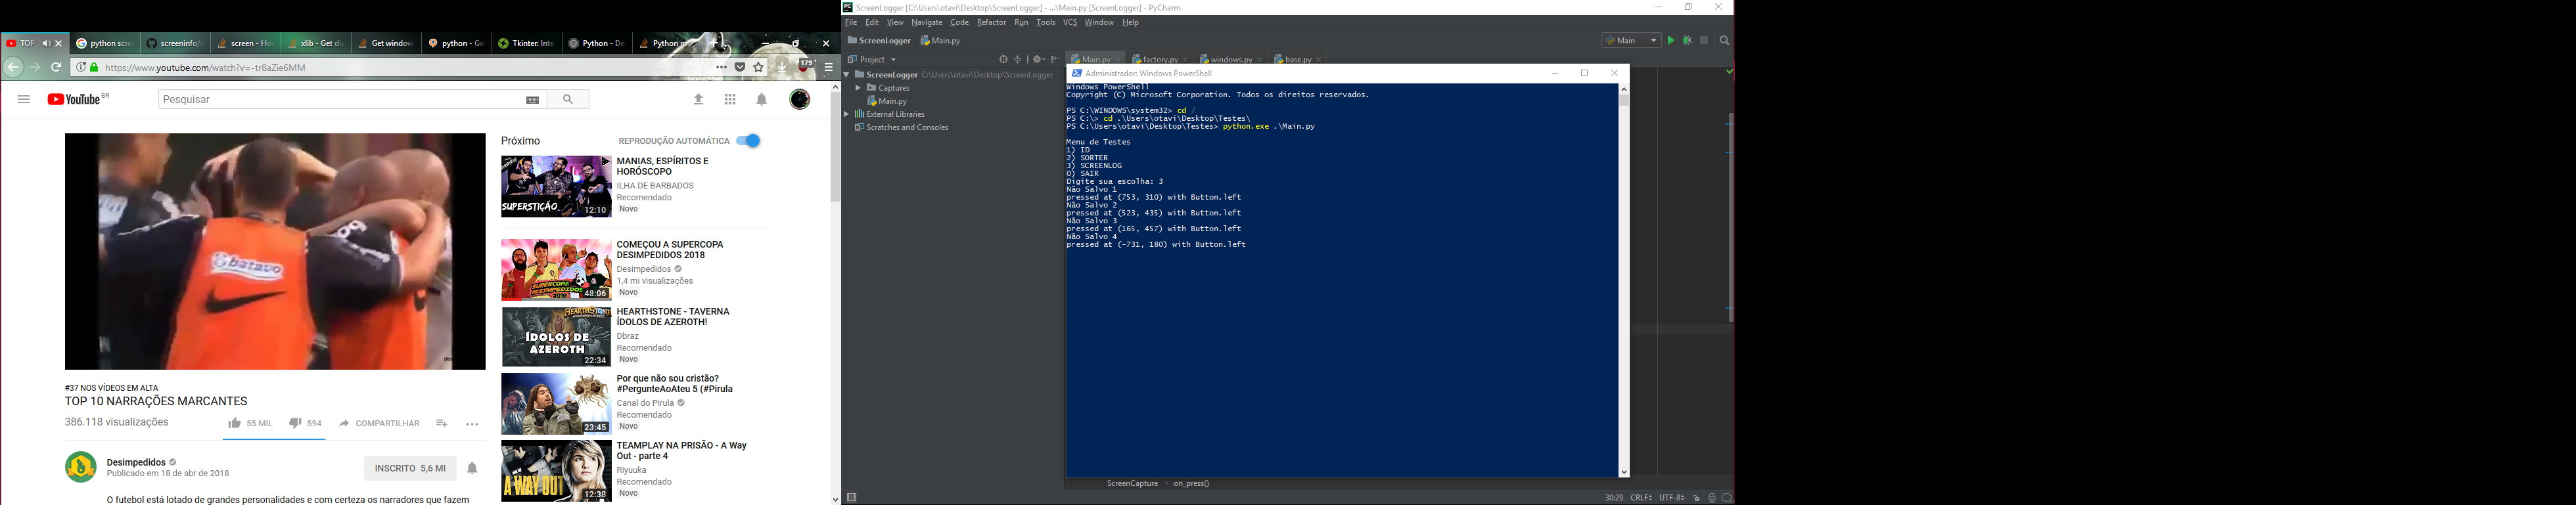 TOP
python scre
screeninfo/s
screen - How
xlib - Get dis
Get window
python - Ge
Tkinter: Inte
Python - De
Python mo
https://www.youtube.com/watch?v=-tr8aZie6MM
179
YouTube BR
Pesquisar
#37 NOS VÍDEOS EM ALTA
TOP 10 NARRAÇÕES MARCANTES
386.118 visualizações
55 MIL
594
COMPARTILHAR
Desimpedidos
Publicado em 18 de abr de 2018
INSCRITO 5,6 MI
O futebol está lotado de grandes personalidades e com certeza os narradores que fazem
batavo
Próximo
REPRODUÇÃO AUTOMÁTICA
SUPERSTIÇÃO
12:10
MANIAS, ESPÍRITOS E
HORÓSCOPO
ILHA DE BARBADOS
Recomendado
Novo
SUPERCOPA
DESIMPEDIDOS
48:06
COMEÇOU A SUPERCOPA
DESIMPEDIDOS 2018
Desimpedidos
1,4 mi visualizações
Novo
HEARTHSTONE
ÍDOLOS DE
AZEROTH
22:34
HEARTHSTONE - TAVERNA
ÍDOLOS DE AZEROTH!
Dbraz
Recomendado
Novo
23:45
Por que não sou cristão?
#PergunteAoAteu 5 (#Pirula
Canal do Pirula
Recomendado
Novo
A WAY OUT
12:38
TEAMPLAY NA PRISÃO - A Way
Out - parte 4
Riyuuka
Recomendado
Novo
ScreenLogger [C:\Users\otavi\Desktop\ScreenLogger] - ...\Main.py [ScreenLogger] - PyCharm
File Edit View Navigate Code Refactor Run Tools VCS Window Help
ScreenLogger Main.py
Main
Project
Main.py factory.py windows.py base.py
ScreenLogger C:\Users\otavi\Desktop\ScreenLogger
Captures
Main.py
External Libraries
Scratches and Consoles
Administrador: Windows PowerShell
Windows PowerShell
Copyright (C) Microsoft Corporation. Todos os direitos reservados.
PS C:\WINDOWS\system32> cd /
PS C:\> cd .\Users\otavi\Desktop\Testes\
PS C:\Users\otavi\Desktop\Testes> python.exe .\Main.py
Menu de Testes
1) ID
2) SORTER
3) SCREENLOG
0) SAIR
Digite sua escolha: 3
Não Salvo 1
pressed at (753, 310) with Button.left
Não Salvo 2
pressed at (523, 435) with Button.left
Não Salvo 3
pressed at (165, 457) with Button.left
Não Salvo 4
pressed at (-731, 180) with Button.left
ScreenCapture on_press()
30:29 CRLF UTF-8